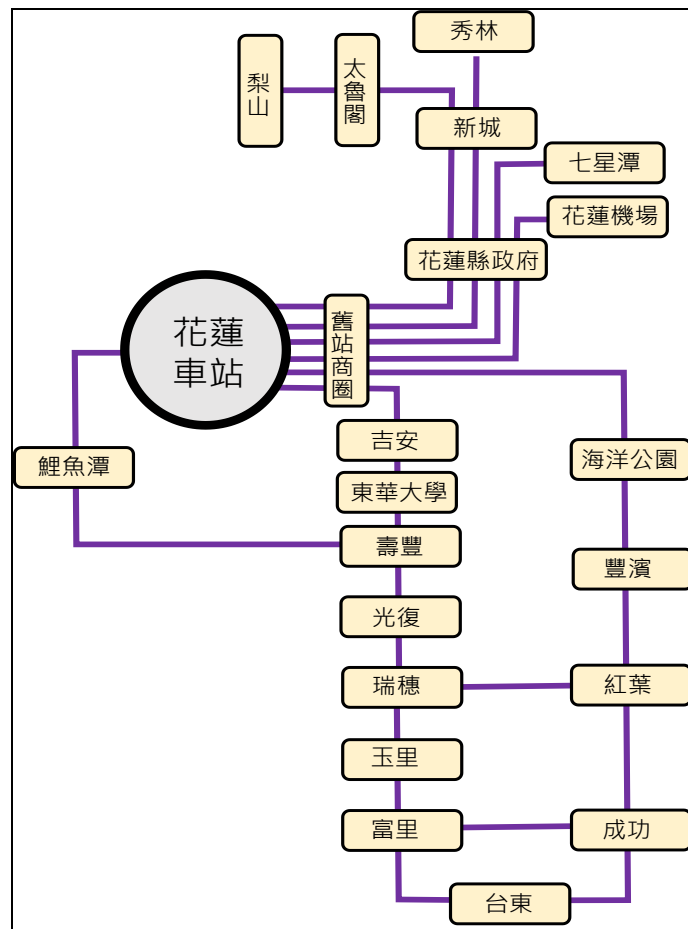 秀林
梨山
太魯閣
新城
七星潭
花蓮機場
花蓮縣政府
花蓮
車站
舊站商圈
吉安
鯉魚潭
海洋公園
東華大學
壽豐
豐濱
光復
瑞穗
紅葉
玉里
富里
成功
台東